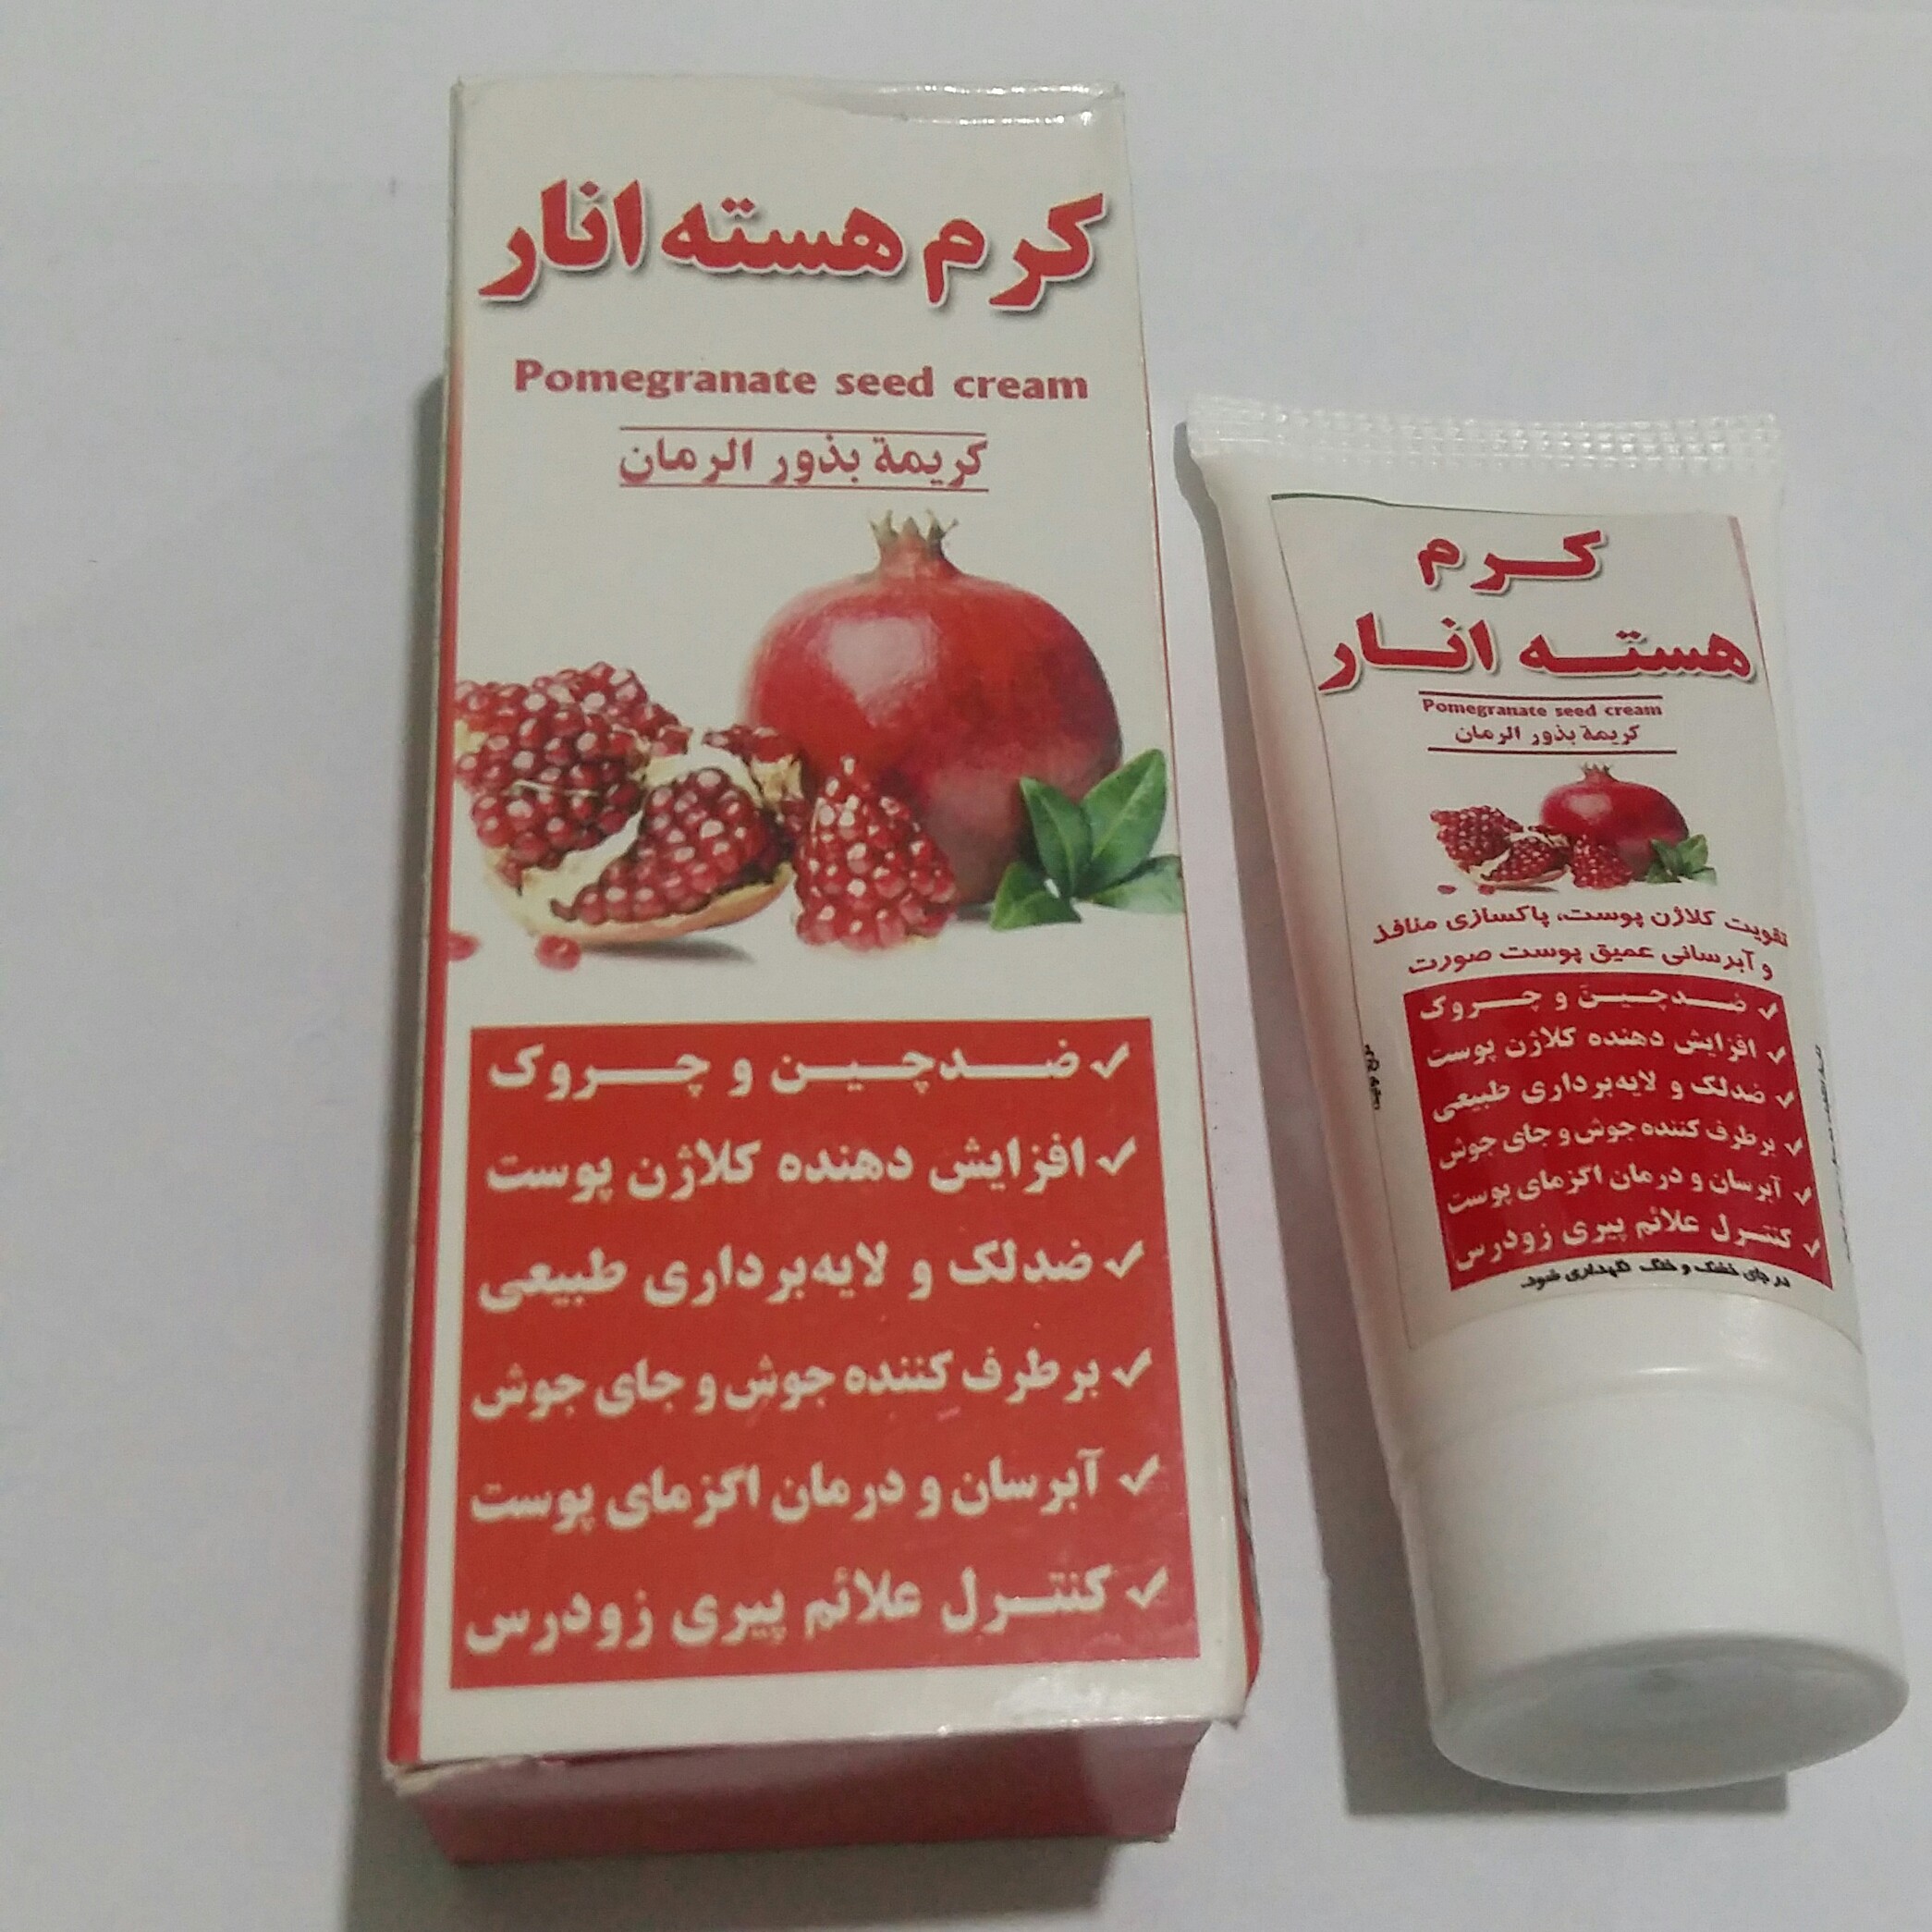 کرم هسته انار
Pomegranate seed cream
كريمة بذور الرمان
✓ ضدچین و چروک
✓ افزایش دهنده کلاژن پوست
✓ ضدلک و لایه‌برداری طبیعی
✓ برطرف کننده جوش و جای جوش
✓ آبرسان و درمان اگزمای پوست
✓ کنترل علائم پیری زودرس
کرم
هسته انار
Pomegranate seed cream
كريمة بذور الرمان
تقویت کلاژن پوست، پاکسازی منافذ
و آبرسانی عمیق پوست صورت
✓ ضدچین و چروک
✓ افزایش دهنده کلاژن پوست
✓ ضدلک و لایه‌برداری طبیعی
✓ برطرف کننده جوش و جای جوش
✓ آبرسان و درمان اگزمای پوست
✓ کنترل علائم پیری زودرس
در جای خشک و خنک نگهداری شود.